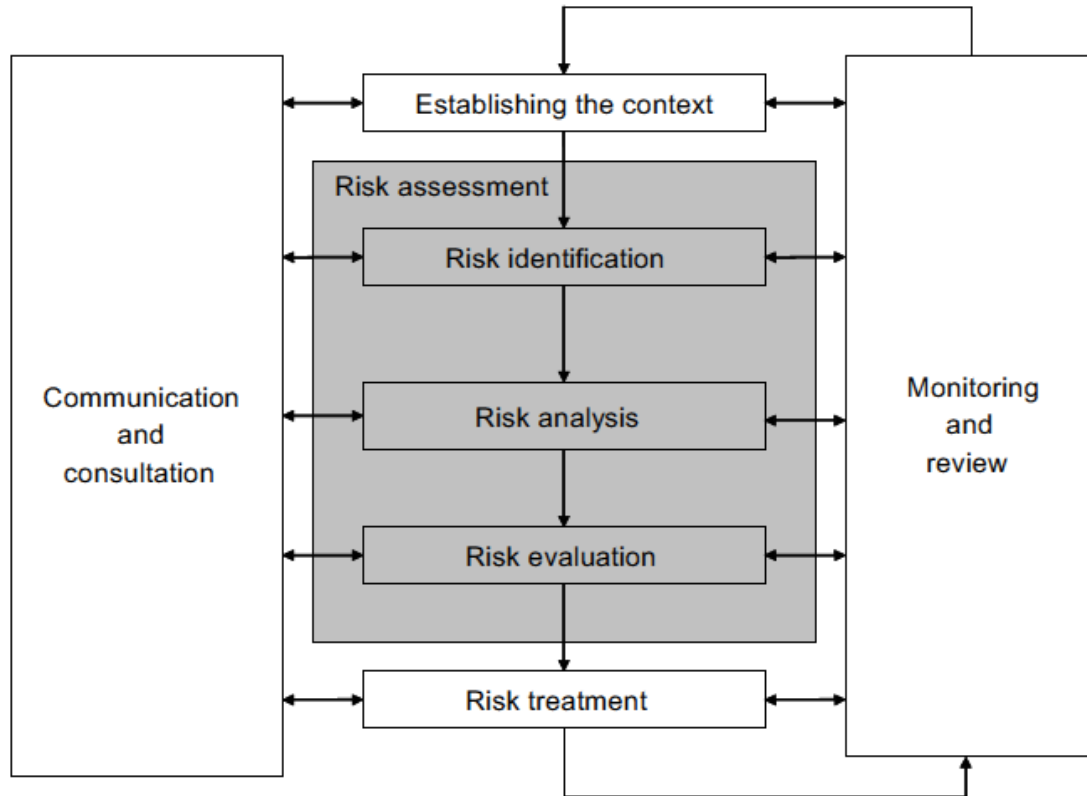 Establishing the context
Risk assessment
Risk identification
Communication
and
consultation
Risk analysis
Monitoring
and
review
Risk evaluation
Risk treatment